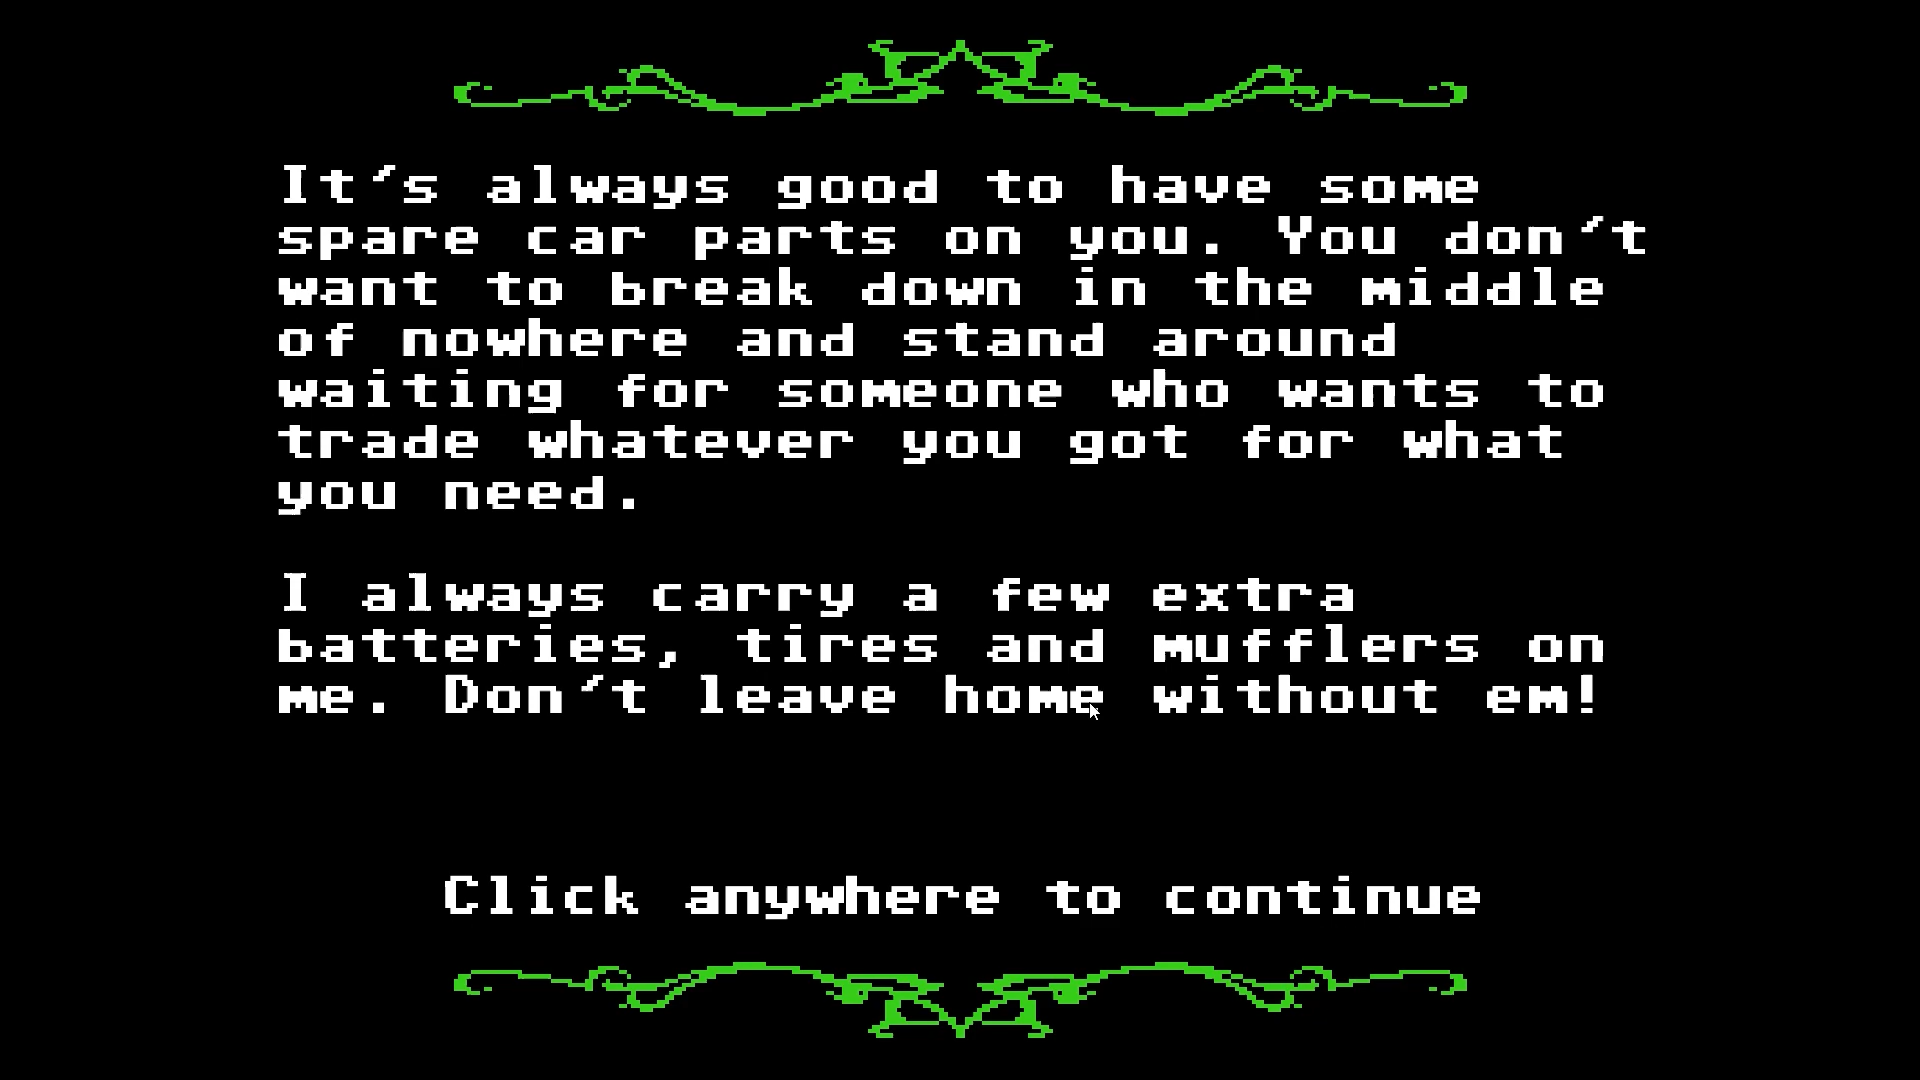 It's always good to have some
spare car parts on you. You don't
want to break down in the middle
of nowhere and stand around
waiting for someone who wants to
trade whatever you got for what
you need.
I always carry a few extra
batteries, tires and mufflers on
me. Don't leave home without em!
Click anywhere to continue